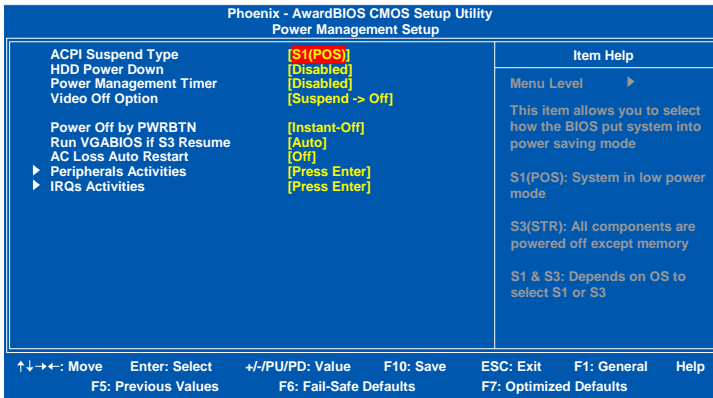 Phoenix - AwardBIOS CMOS Setup Utility
Power Management Setup
ACPI Suspend Type [S1(POS)]
HDD Power Down [Disabled]
Power Management Timer [Disabled]
Video Off Option [Suspend -> Off]
Power Off by PWRBTN [Instant-Off]
Run VGABIOS if S3 Resume [Auto]
AC Loss Auto Restart [Off]
Peripherals Activities [Press Enter]
IRQs Activities [Press Enter]
Item Help
Menu Level
This item allows you to select
how the BIOS put system into
power saving mode
S1(POS): System in low power
mode
S3(STR): All components are
powered off except memory
S1 & S3: Depends on OS to
select S1 or S3
↑↓→←: Move Enter: Select +/-/PU/PD: Value F10: Save ESC: Exit F1: General Help
F5: Previous Values F6: Fail-Safe Defaults F7: Optimized Defaults